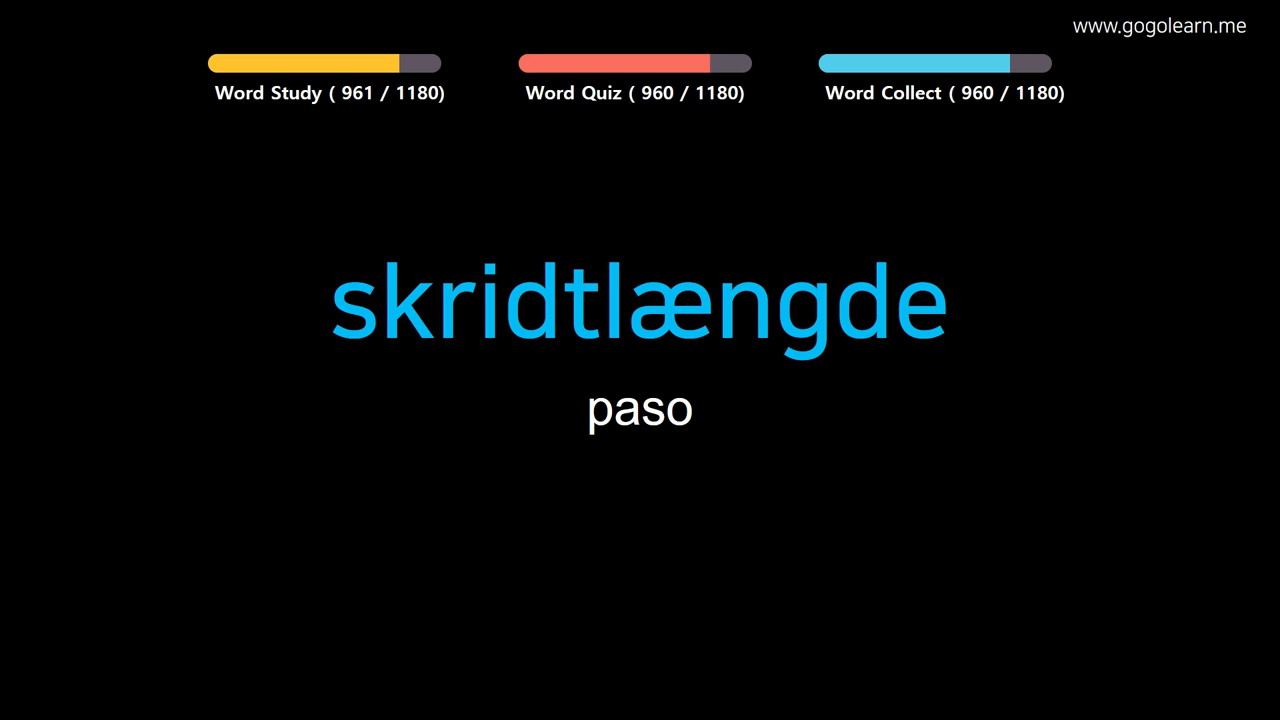 www.gogolearn.me
Word Study ( 961 / 1180)
Word Quiz ( 960 / 1180)
Word Collect ( 960 / 1180)
skridtlængde
paso